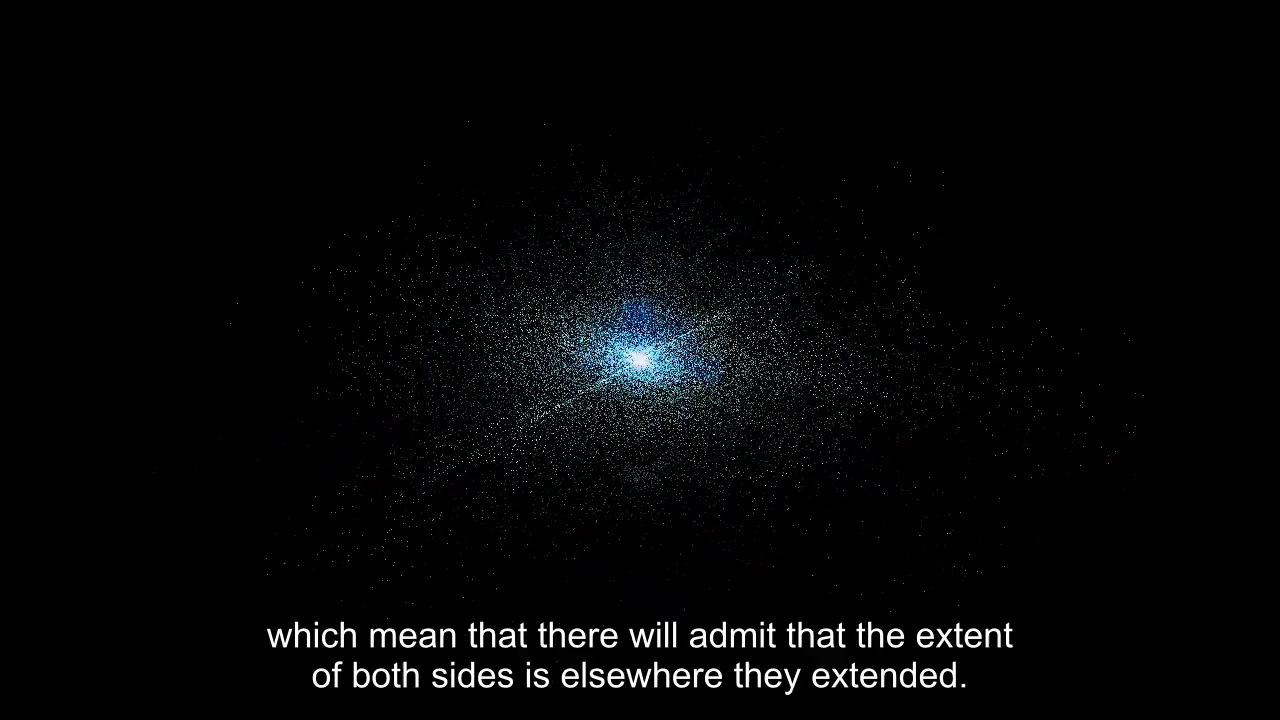 which mean that there will admit that the extent
of both sides is elsewhere they extended.